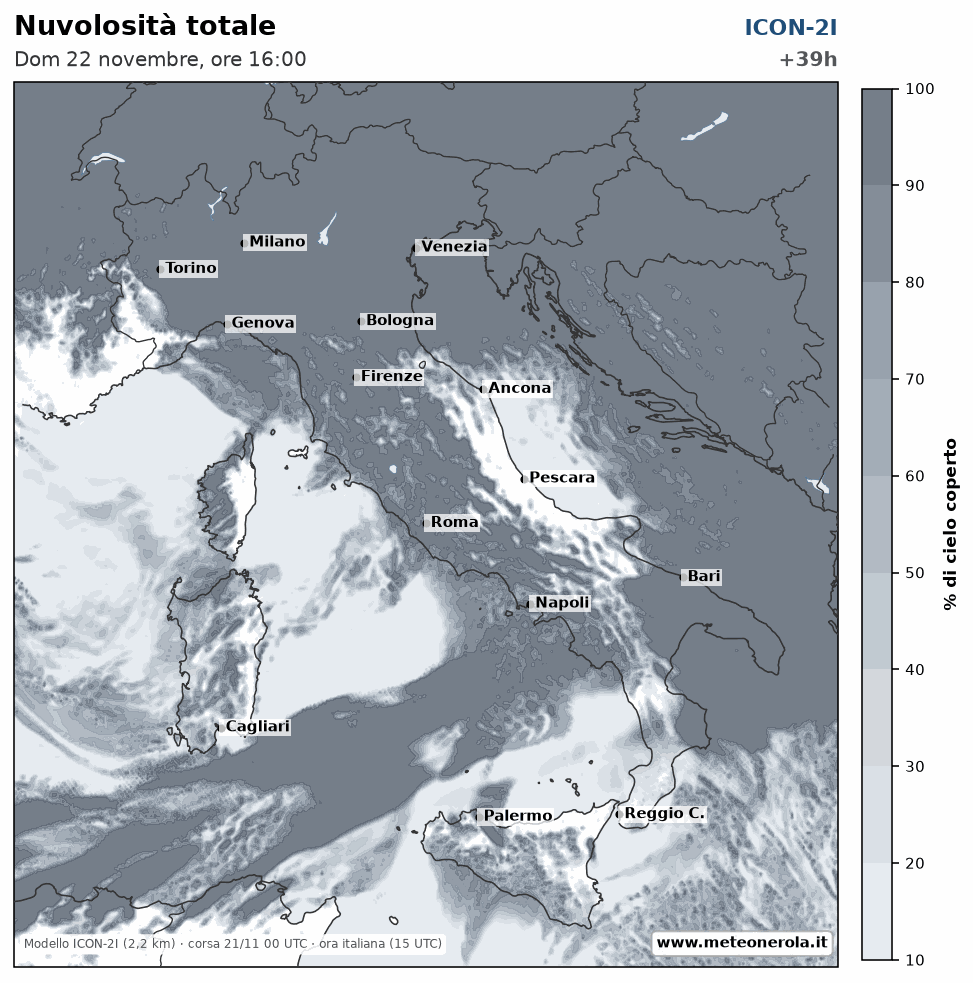 Nuvolosità totale
ICON-2I
Dom 22 novembre, ore 16:00
+39h
100
90
80
70
60
50
40
30
20
10
% di cielo coperto
Milano
Venezia
Torino
Genova
Bologna
Firenze
Ancona
Pescara
Roma
Bari
Napoli
Cagliari
Palermo
Reggio C.
Modello ICON-2I (2,2 km) · corsa 21/11 00 UTC · ora italiana (15 UTC)
www.meteonerola.it